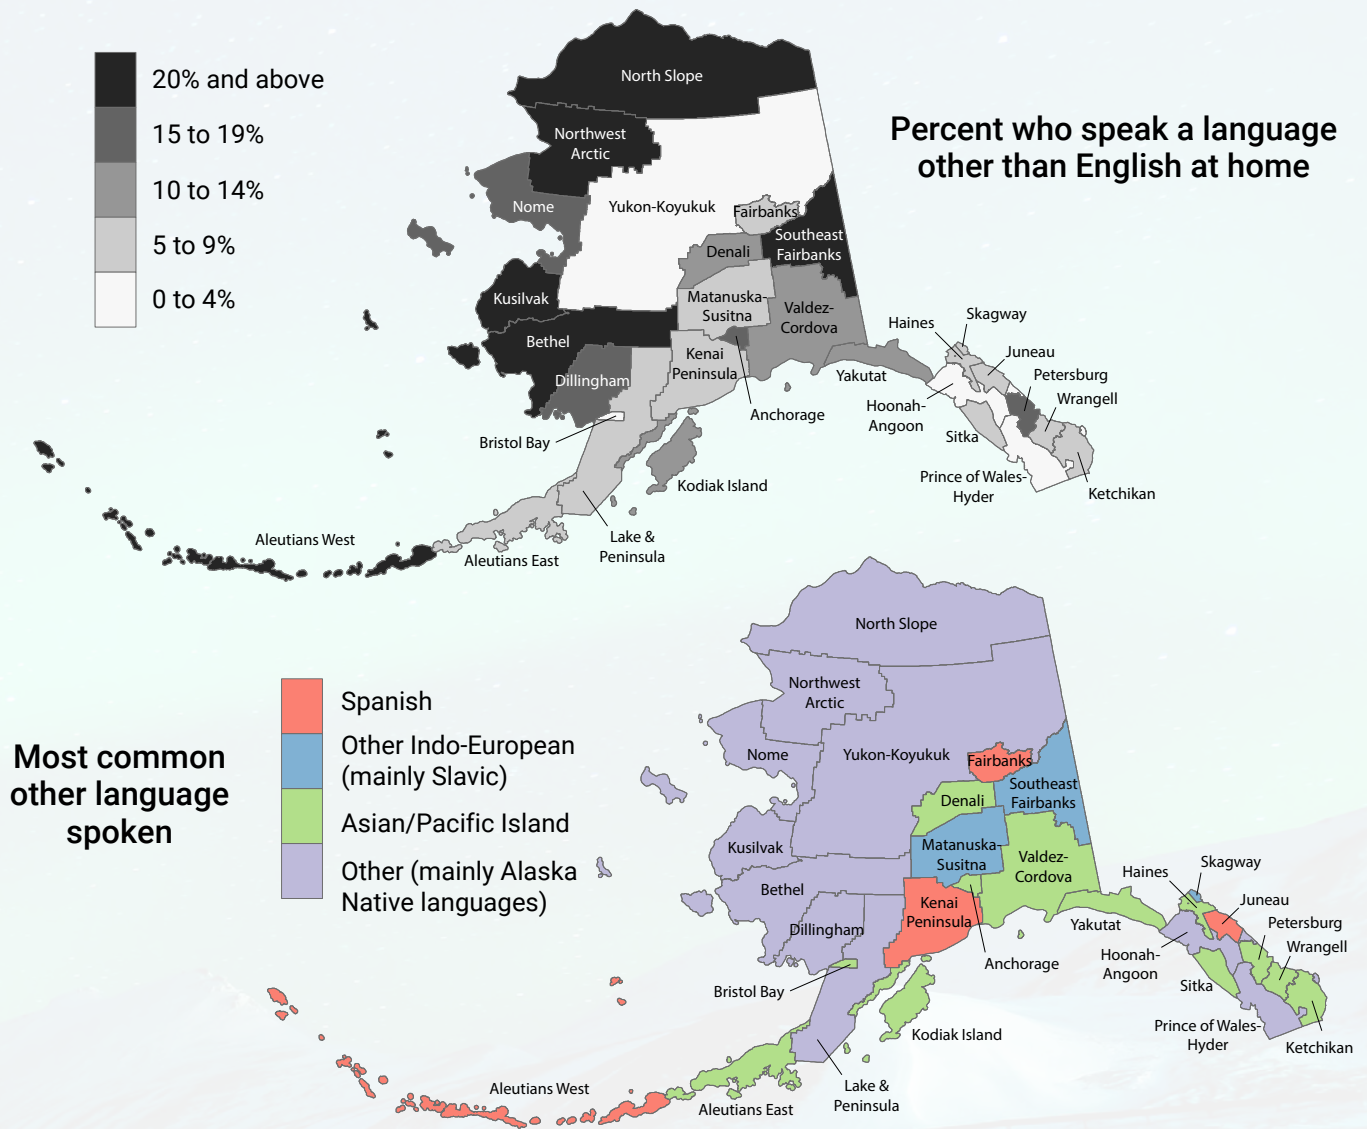 20% and above
15 to 19%
10 to 14%
5 to 9%
0 to 4%
Percent who speak a language
other than English at home
North Slope
Northwest
Arctic
Nome
Yukon-Koyukuk
Fairbanks
Southeast
Fairbanks
Denali
Kusilvak
Matanuska-
Susitna
Valdez-
Cordova
Bethel
Kenai
Peninsula
Dillingham
Haines
Skagway
Juneau
Petersburg
Wrangell
Yakutat
Hoonah-
Angoon
Anchorage
Sitka
Bristol Bay
Prince of Wales-
Hyder
Ketchikan
Kodiak Island
Lake &
Peninsula
Aleutians West
Aleutians East
Most common
other language
spoken
Spanish
Other Indo-European
(mainly Slavic)
Asian/Pacific Island
Other (mainly Alaska
Native languages)
North Slope
Northwest
Arctic
Nome
Yukon-Koyukuk
Fairbanks
Southeast
Fairbanks
Denali
Kusilvak
Matanuska-
Susitna
Valdez-
Cordova
Bethel
Kenai
Peninsula
Dillingham
Haines
Skagway
Juneau
Petersburg
Wrangell
Yakutat
Hoonah-
Angoon
Anchorage
Sitka
Bristol Bay
Prince of Wales-
Hyder
Ketchikan
Kodiak Island
Lake &
Peninsula
Aleutians West
Aleutians East